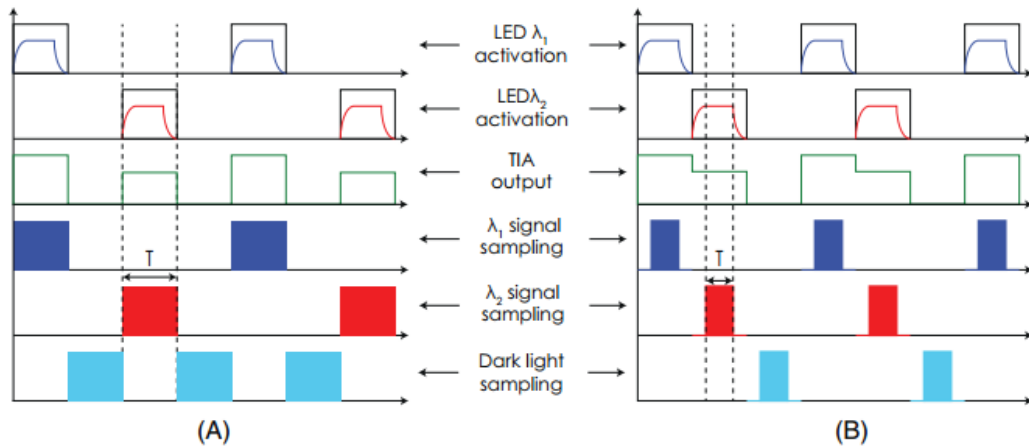 LED λ1
activation
LEDλ2
activation
TIA
output
λ1 signal
sampling
T
T
λ2 signal
sampling
Dark light
sampling
(A)
(B)